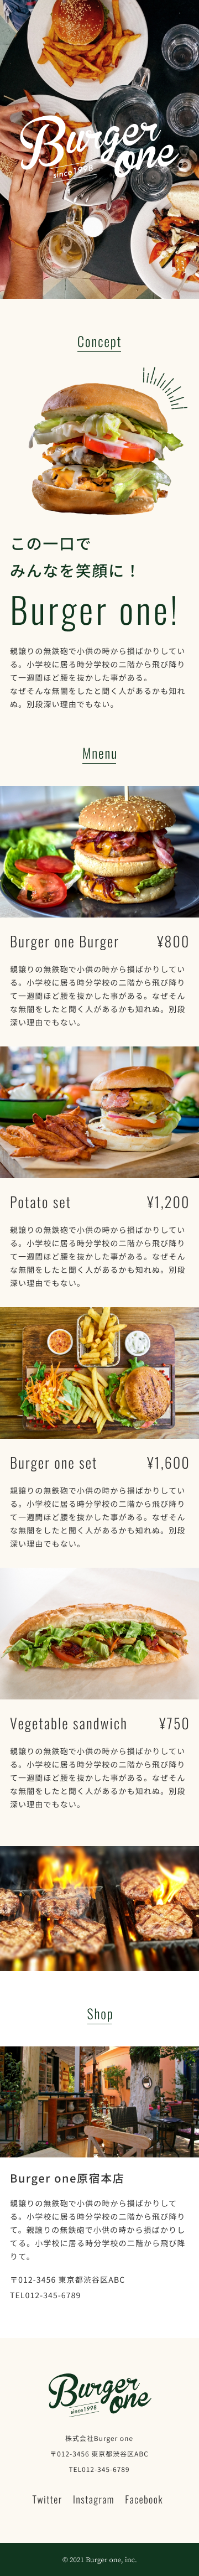 Burger
one
since 1998
Concept
この一口で
みんなを笑顔に！
Burger one!
親譲りの無鉄砲で小供の時から損ばかりしてい
る。小学校に居る時分学校の二階から飛び降り
て一週間ほど腰を抜かした事がある。
なぜそんな無闇をしたと聞く人があるかも知れ
ぬ。別段深い理由でもない。
Mnenu
Burger one Burger ¥800
親譲りの無鉄砲で小供の時から損ばかりしてい
る。小学校に居る時分学校の二階から飛び降り
て一週間ほど腰を抜かした事がある。なぜそん
な無闇をしたと聞く人があるかも知れぬ。別段
深い理由でもない。
Potato set ¥1,200
親譲りの無鉄砲で小供の時から損ばかりしてい
る。小学校に居る時分学校の二階から飛び降り
て一週間ほど腰を抜かした事がある。なぜそん
な無闇をしたと聞く人があるかも知れぬ。別段
深い理由でもない。
Burger one set ¥1,600
親譲りの無鉄砲で小供の時から損ばかりしてい
る。小学校に居る時分学校の二階から飛び降り
て一週間ほど腰を抜かした事がある。なぜそん
な無闇をしたと聞く人があるかも知れぬ。別段
深い理由でもない。
Vegetable sandwich ¥750
親譲りの無鉄砲で小供の時から損ばかりしてい
る。小学校に居る時分学校の二階から飛び降り
て一週間ほど腰を抜かした事がある。なぜそん
な無闇をしたと聞く人があるかも知れぬ。別段
深い理由でもない。
Shop
Burger one原宿本店
親譲りの無鉄砲で小供の時から損ばかりして
る。小学校に居る時分学校の二階から飛び降り
て。親譲りの無鉄砲で小供の時から損ばかりし
てる。小学校に居る時分学校の二階から飛び降
りて。
〒012-3456 東京都渋谷区ABC
TEL012-345-6789
Burger
one
since1998
株式会社Burger one
〒012-3456 東京都渋谷区ABC
TEL012-345-6789
Twitter Instagram Facebook
© 2021 Burger one, inc.